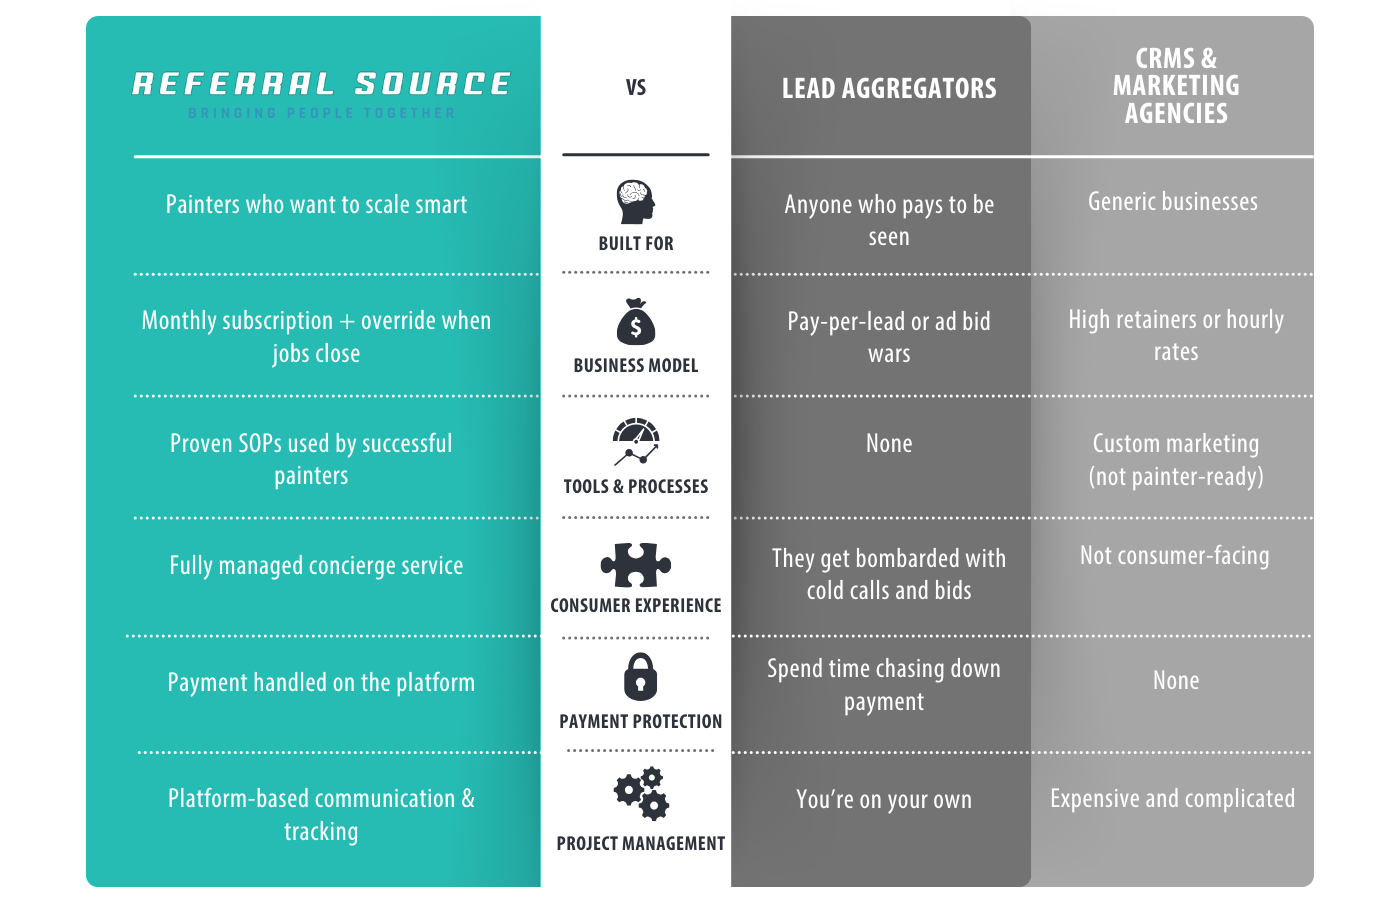 REFERRAL SOURCE
BRINGING PEOPLE TOGETHER
VS
LEAD AGGREGATORS
CRMS &
MARKETING
AGENCIES
Painters who want to scale smart
BUILT FOR
Anyone who pays to be
seen
Generic businesses
Monthly subscription + override when
jobs close
$
BUSINESS MODEL
Pay-per-lead or ad bid
wars
High retainers or hourly
rates
Proven SOPs used by successful
painters
TOOLS & PROCESSES
None
Custom marketing
(not painter-ready)
Fully managed concierge service
CONSUMER EXPERIENCE
They get bombarded with
cold calls and bids
Not consumer-facing
Payment handled on the platform
PAYMENT PROTECTION
Spend time chasing down
payment
None
Platform-based communication &
tracking
PROJECT MANAGEMENT
You're on your own
Expensive and complicated